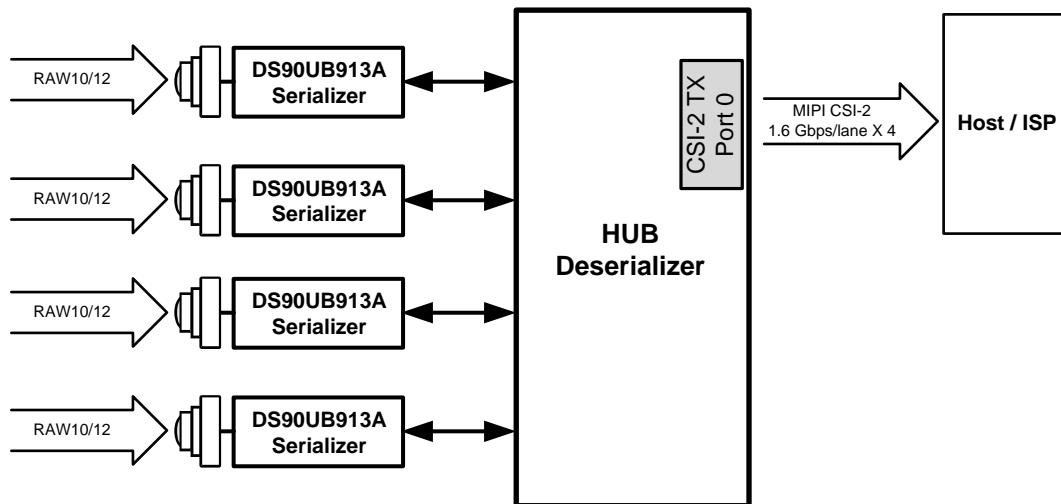 RAW10/12
DS90UB913A
Serializer
RAW10/12
DS90UB913A
Serializer
RAW10/12
DS90UB913A
Serializer
RAW10/12
DS90UB913A
Serializer
HUB
Deserializer
CSI-2 TX
Port 0
MIPI CSI-2
1.6 Gbps/lane X 4
Host / ISP